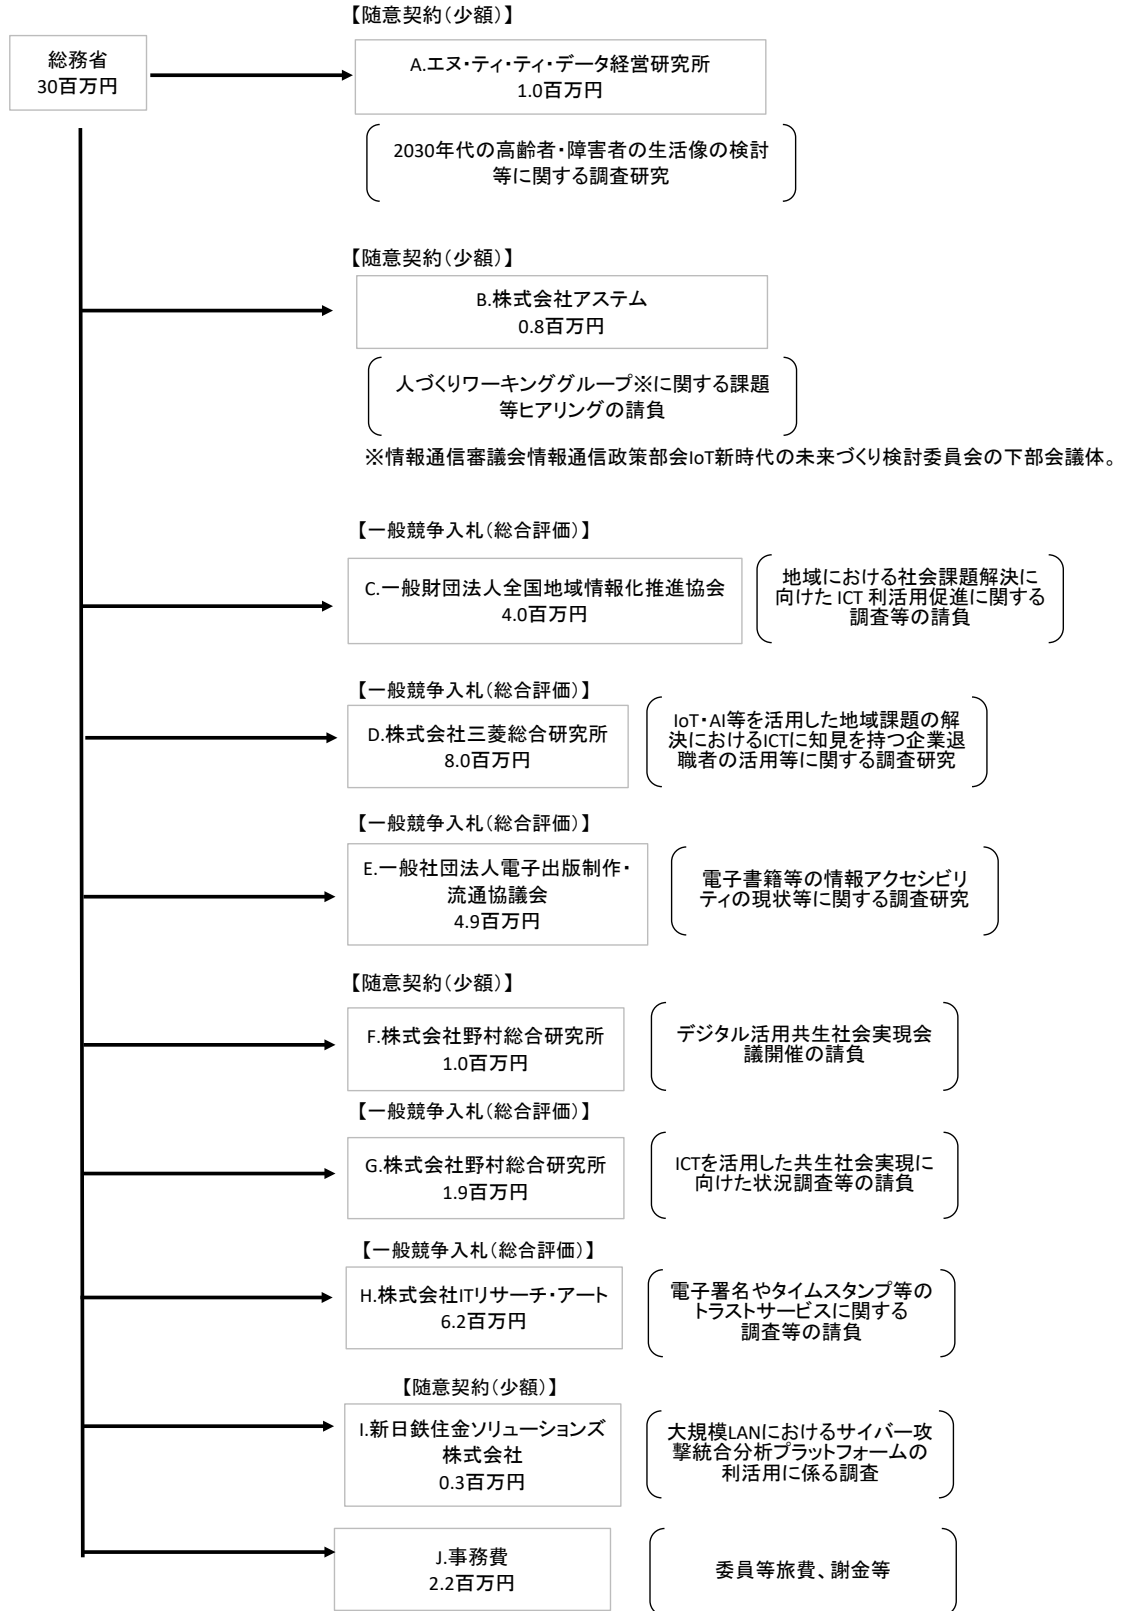 【随意契約(少額)】
総務省
30百万円
A.エヌ・ティ・ティ・データ経営研究所
1.0百万円
2030年代の高齢者・障害者の生活像の検討
等に関する調査研究
【随意契約(少額)】
B.株式会社アステム
0.8百万円
人づくりワーキンググループ※に関する課題
等ヒアリングの請負
※情報通信審議会情報通信政策部会IoT新時代の未来づくり検討委員会の下部会議体。
【一般競争入札(総合評価)】
C.一般財団法人全国地域情報化推進協会
4.0百万円
地域における社会課題解決に
向けた ICT 利活用促進に関する
調査等の請負
【一般競争入札(総合評価)】
D.株式会社三菱総合研究所
8.0百万円
IoT・AI等を活用した地域課題の解
決におけるICTに知見を持つ企業退
職者の活用等に関する調査研究
【一般競争入札(総合評価)】
E.一般社団法人電子出版制作・
流通協議会
4.9百万円
電子書籍等の情報アクセシビリ
ティの現状等に関する調査研究
【随意契約(少額)】
F.株式会社野村総合研究所
1.0百万円
デジタル活用共生社会実現会
議開催の請負
【一般競争入札(総合評価)】
G.株式会社野村総合研究所
1.9百万円
ICTを活用した共生社会実現に
向けた状況調査等の請負
【一般競争入札(総合評価)】
H.株式会社ITリサーチ・アート
6.2百万円
電子署名やタイムスタンプ等の
トラストサービスに関する
調査等の請負
【随意契約(少額)】
I.新日鉄住金ソリューションズ
株式会社
0.3百万円
大規模LANにおけるサイバー攻
撃統合分析プラットフォームの
利活用に係る調査
J.事務費
2.2百万円
委員等旅費、謝金等